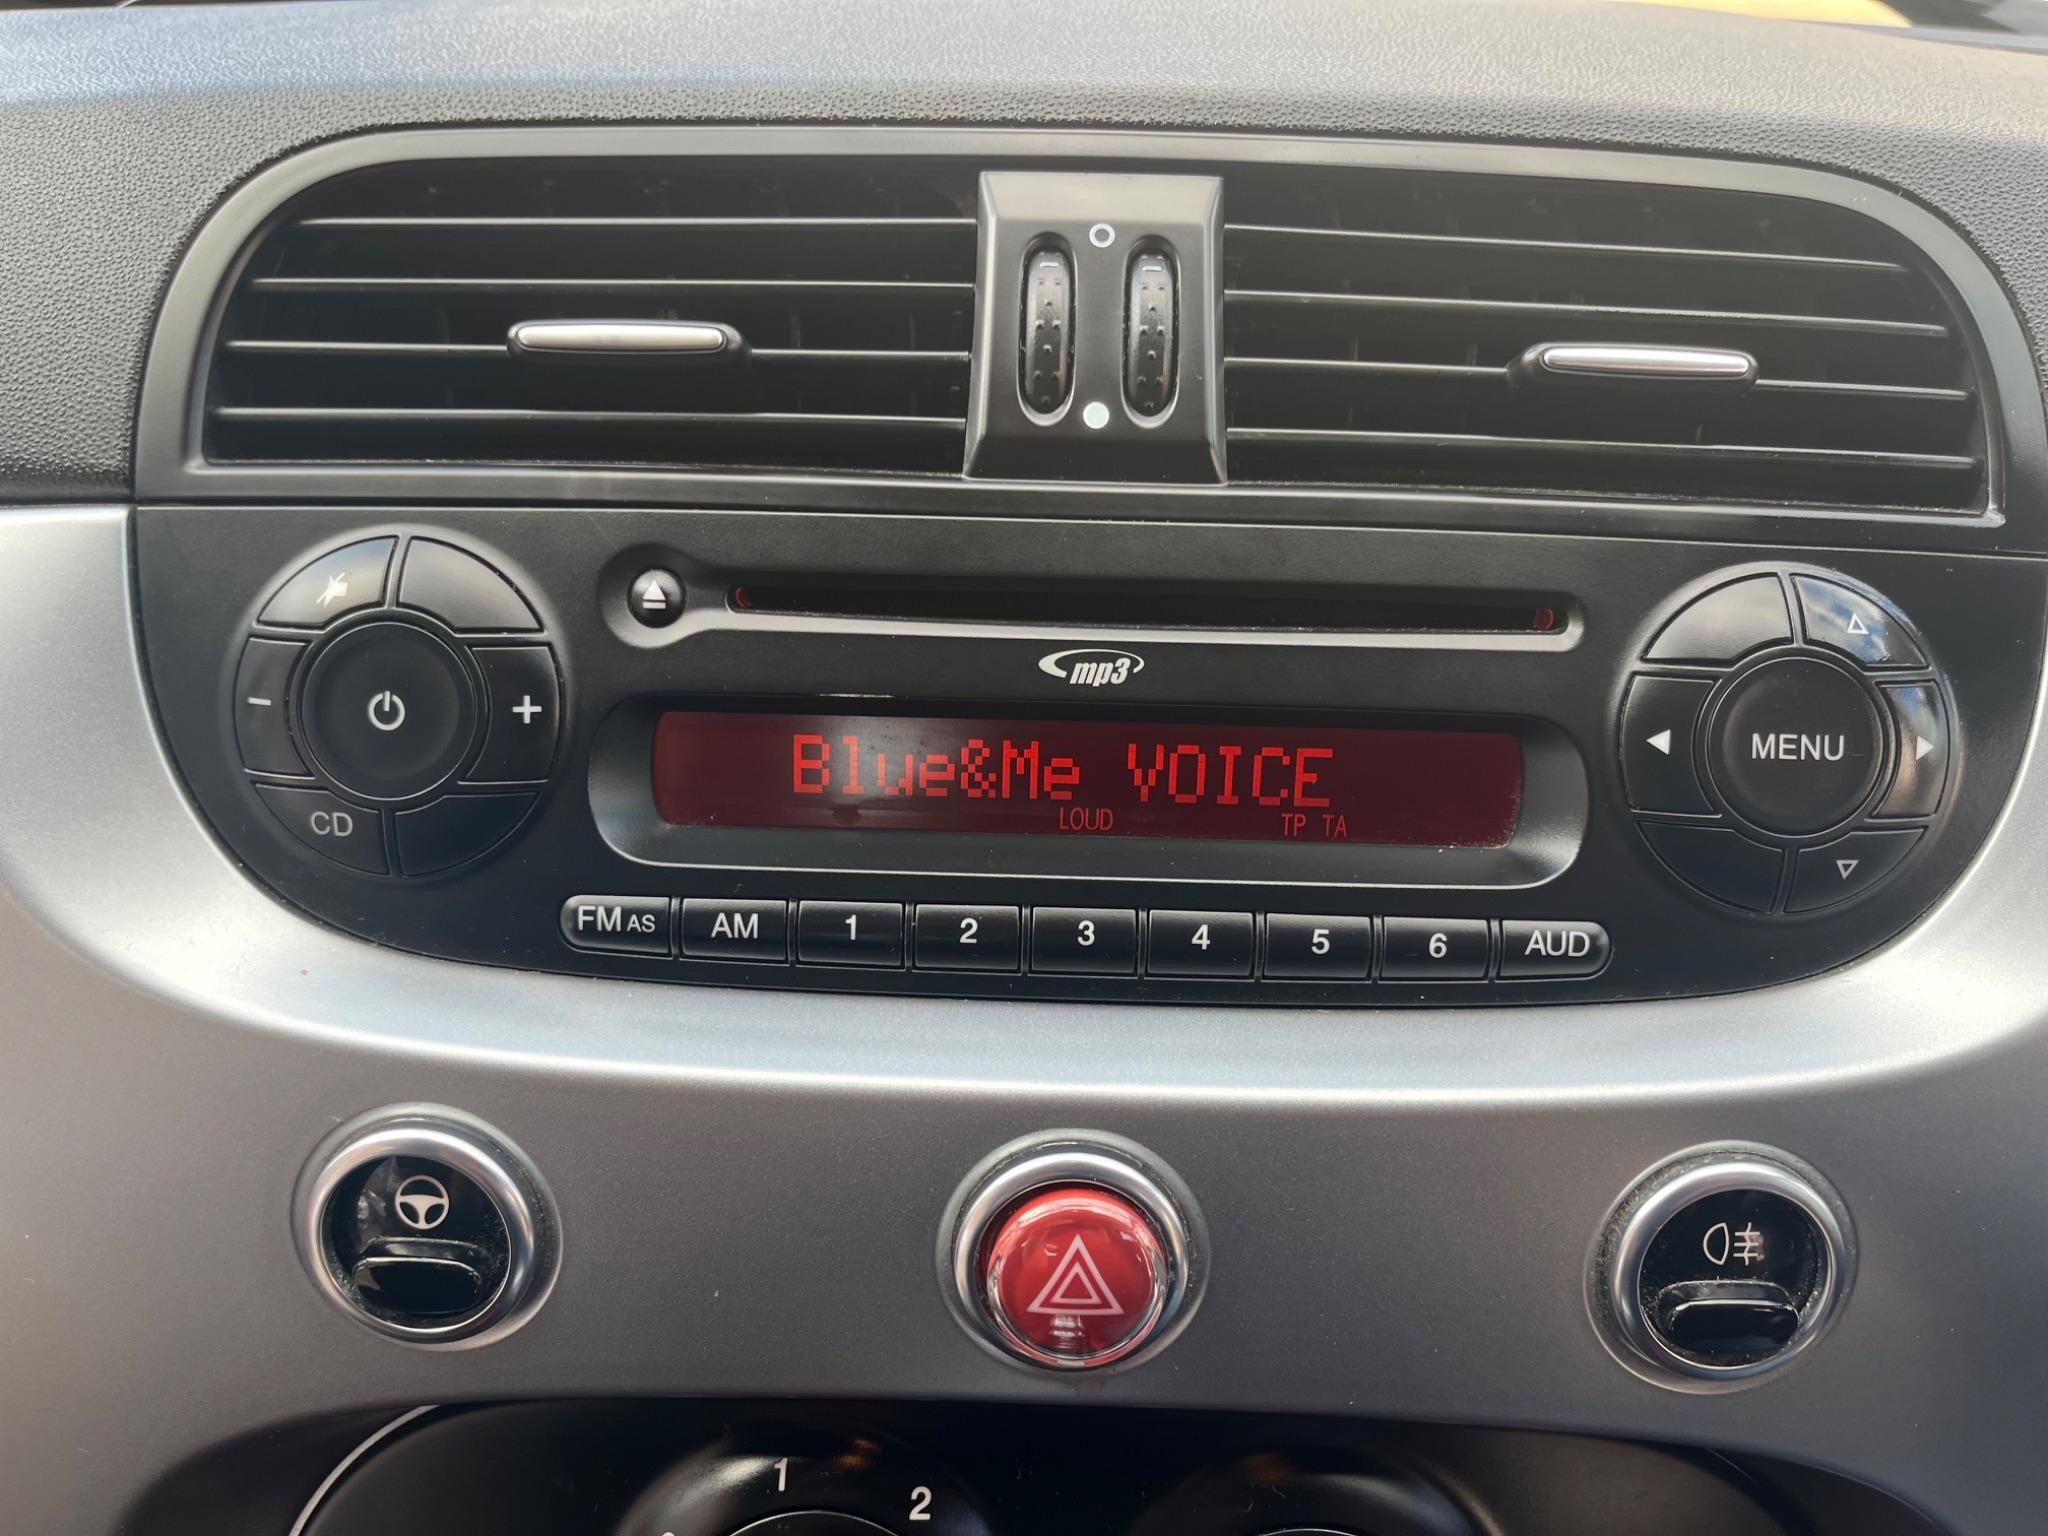 mp3
Blue&Me VOICE
LOUD TP TA
CD
MENU
FM AS AM 1 2 3 4 5 6 AUD
1 2